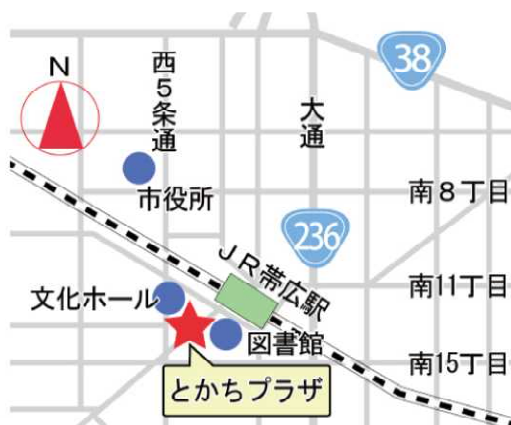 N
西5条通
大通
38
市役所
南8丁目
236
JR帯広駅
南11丁目
文化ホール
図書館
南15丁目
とかちプラザ